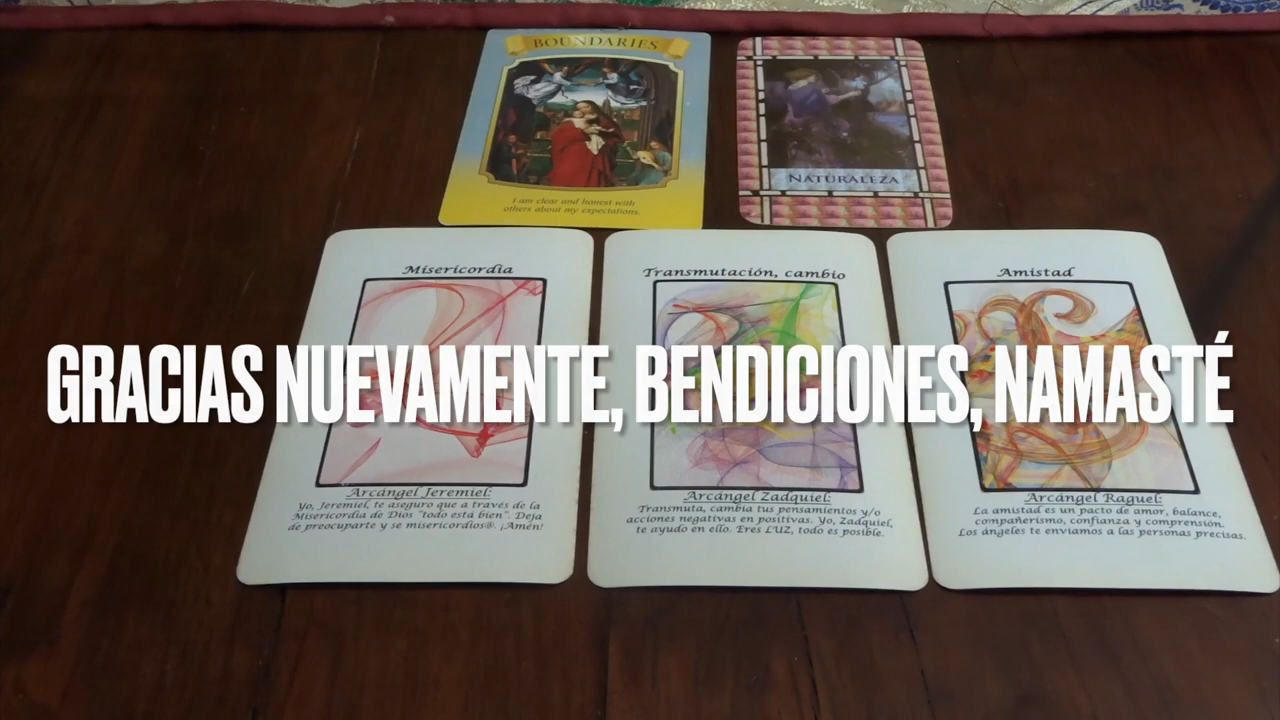 BOUNDARIES
I am clear and honest with
others about my expectations.
NATURALEZA
Misericordia
Transmutación, cambio
Amistad
GRACIAS NUEVAMENTE, BENDICIONES, NAMASTÉ
Arcángel Jeremiel:
Yo, Jeremiel, te aseguro que a través de la
Misericordia de Dios "todo está bien". Deja
de preocuparte y se misericordios@. ¡Amén!
Arcángel Zadquiel:
Transmuta, cambia tus pensamientos y/o
acciones negativas en positivas. Yo, Zadquiel,
te ayudo en ello. Eres LUZ, todo es posible.
Arcángel Raguel:
La amistad es un pacto de amor, balance,
compañerismo, confianza y comprensión.
Los ángeles te enviamos a las personas precisas.